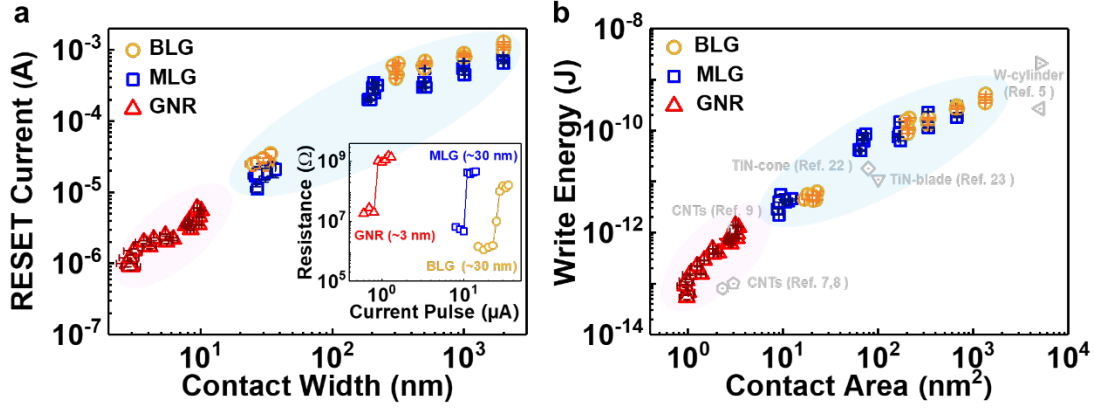 a
RESET Current (A)
10⁻³
10⁻⁴
10⁻⁵
10⁻⁶
10⁻⁷
BLG
MLG
GNR
10¹
10²
10³
Contact Width (nm)
Resistance (Ω)
10⁹
10⁷
10⁵
MLG (~30 nm)
GNR (~3 nm)
BLG (~30 nm)
10⁰
10¹
Current Pulse (μA)
b
Write Energy (J)
10⁻⁸
10⁻¹⁰
10⁻¹²
10⁻¹⁴
BLG
MLG
GNR
W-cylinder
(Ref. 5)
TiN-cone (Ref. 22)
TiN-blade (Ref. 23)
CNTs (Ref. 9)
CNTs (Ref. 7,8)
10⁰
10¹
10²
10³
10⁴
Contact Area (nm²)